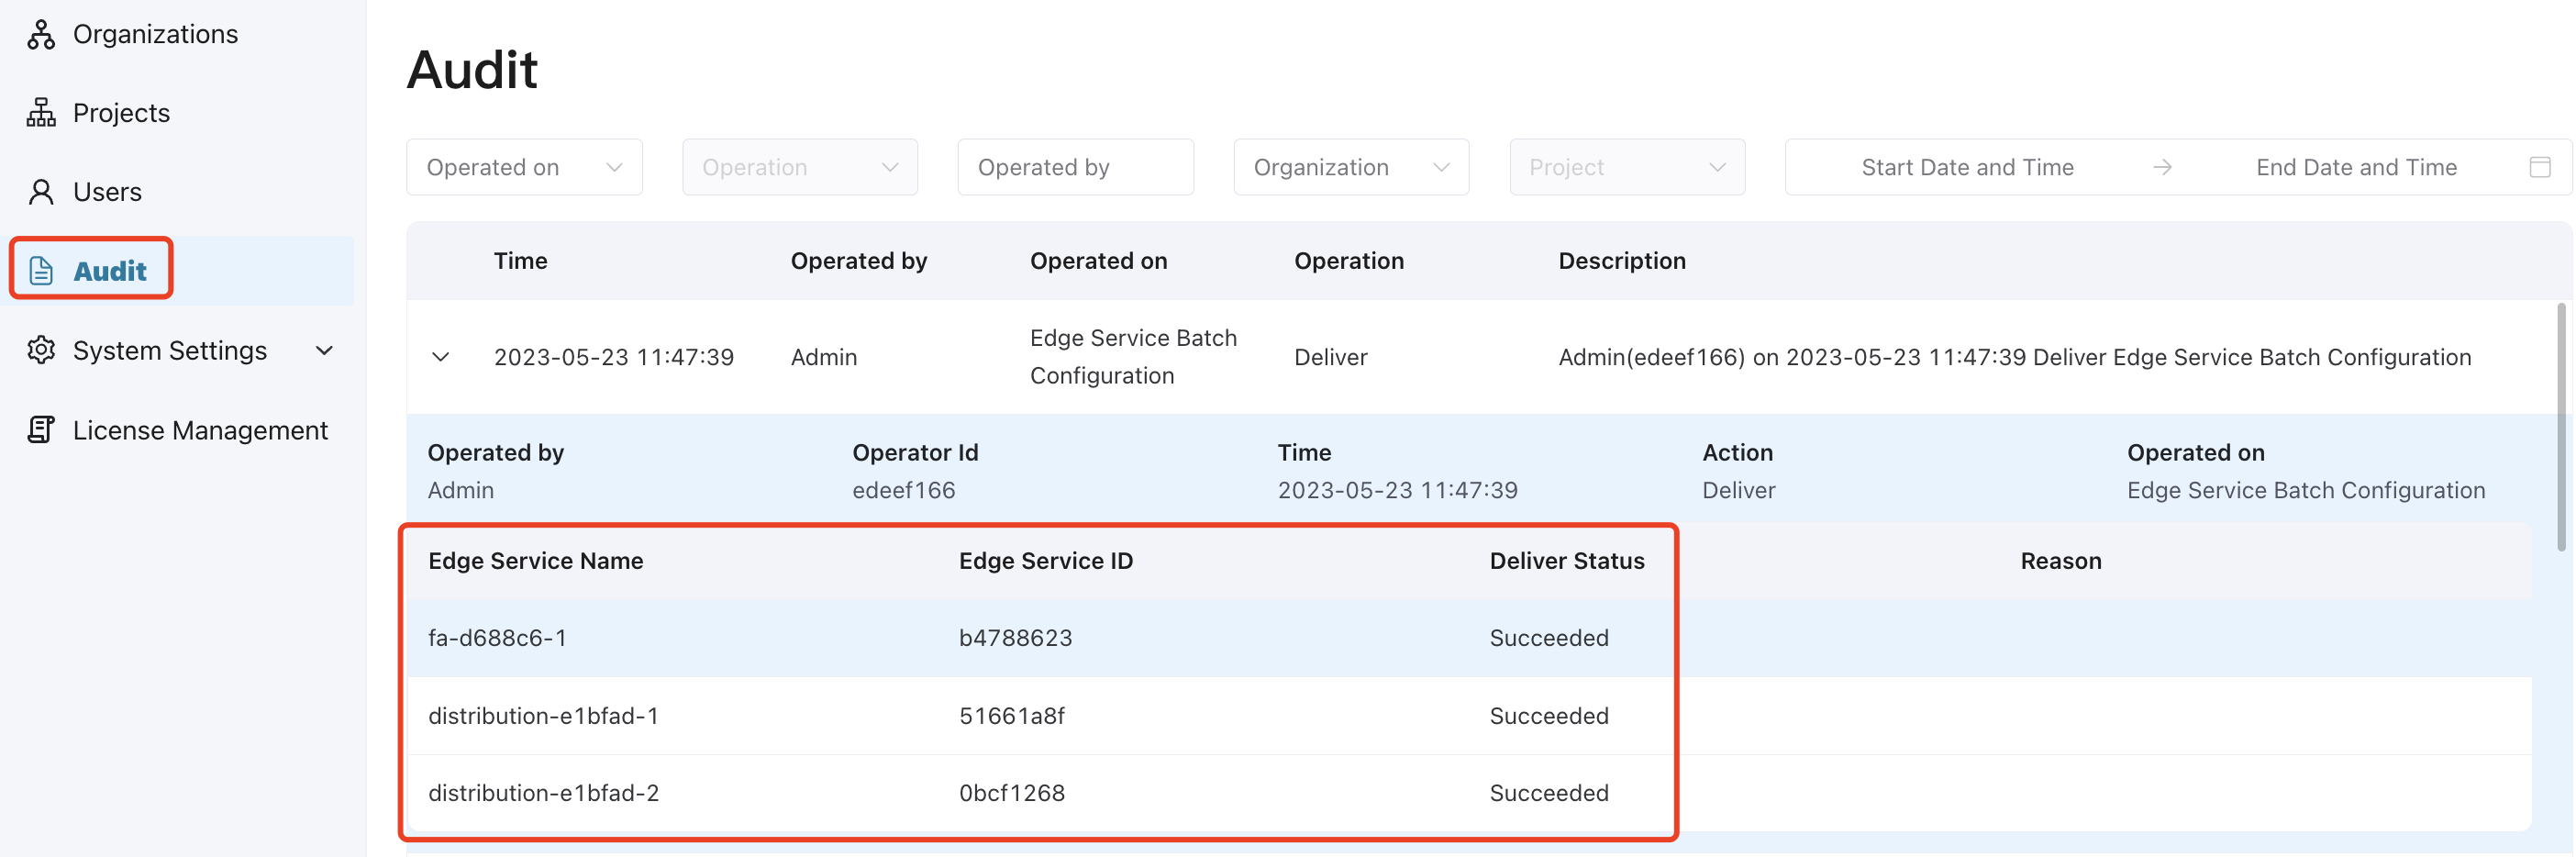 Organizations
Projects
Users
Audit
System Settings
License Management
Audit
Operated on
Operation
Operated by
Organization
Project
Start Date and Time
End Date and Time
Time
Operated by
Operated on
Operation
Description
2023-05-23 11:47:39
Admin
Edge Service Batch
Configuration
Deliver
Admin(edeef166) on 2023-05-23 11:47:39 Deliver Edge Service Batch Configuration
Operated by
Operator Id
Time
Action
Operated on
Admin
edeef166
2023-05-23 11:47:39
Deliver
Edge Service Batch Configuration
Edge Service Name
Edge Service ID
Deliver Status
Reason
fa-d688c6-1
b4788623
Succeeded
distribution-e1bfad-1
51661a8f
Succeeded
distribution-e1bfad-2
0bcf1268
Succeeded